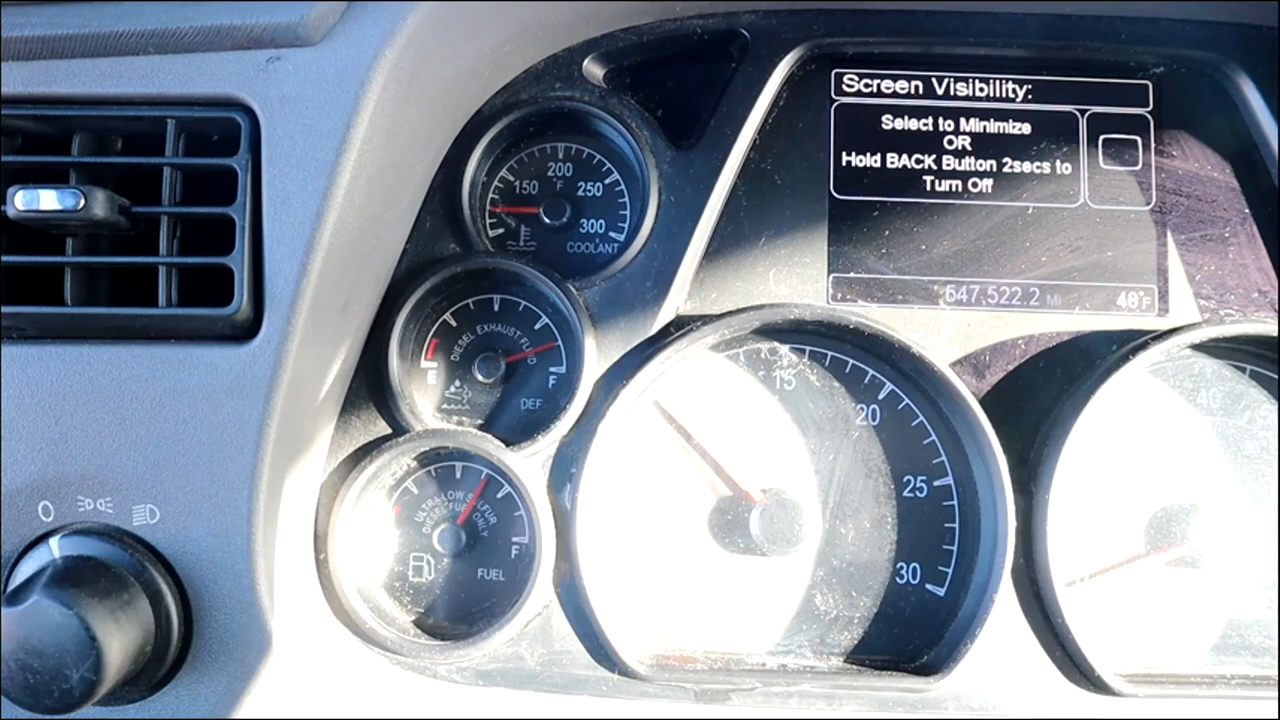 Screen Visibility:
Select to Minimize
OR
Hold BACK Button 2secs to
Turn Off
647,522.2 Mi
40°F
200
°F
150
250
300
COOLANT
DIESEL EXHAUST FLUID
E
F
DEF
ULTRA-LOW SULFUR
DIESEL FUEL ONLY
F
FUEL
15
20
25
30
40